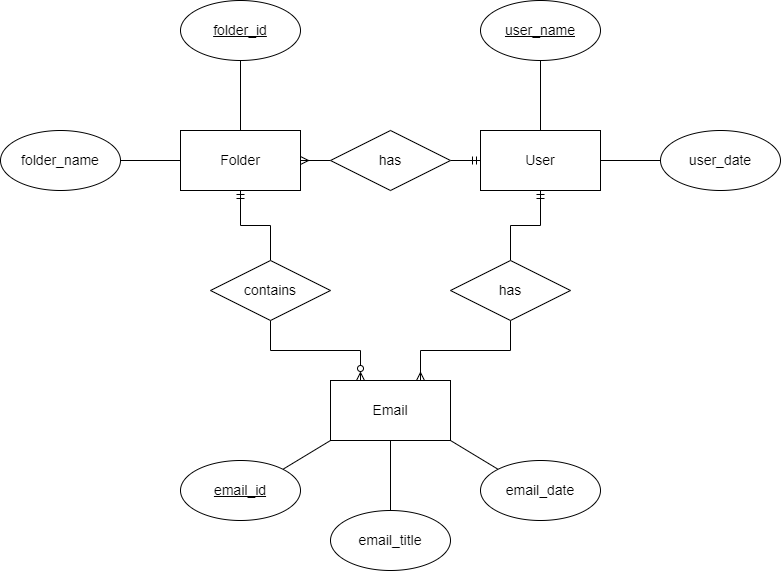 folder_id
user_name
folder_name
Folder
has
User
user_date
contains
has
Email
email_id
email_date
email_title